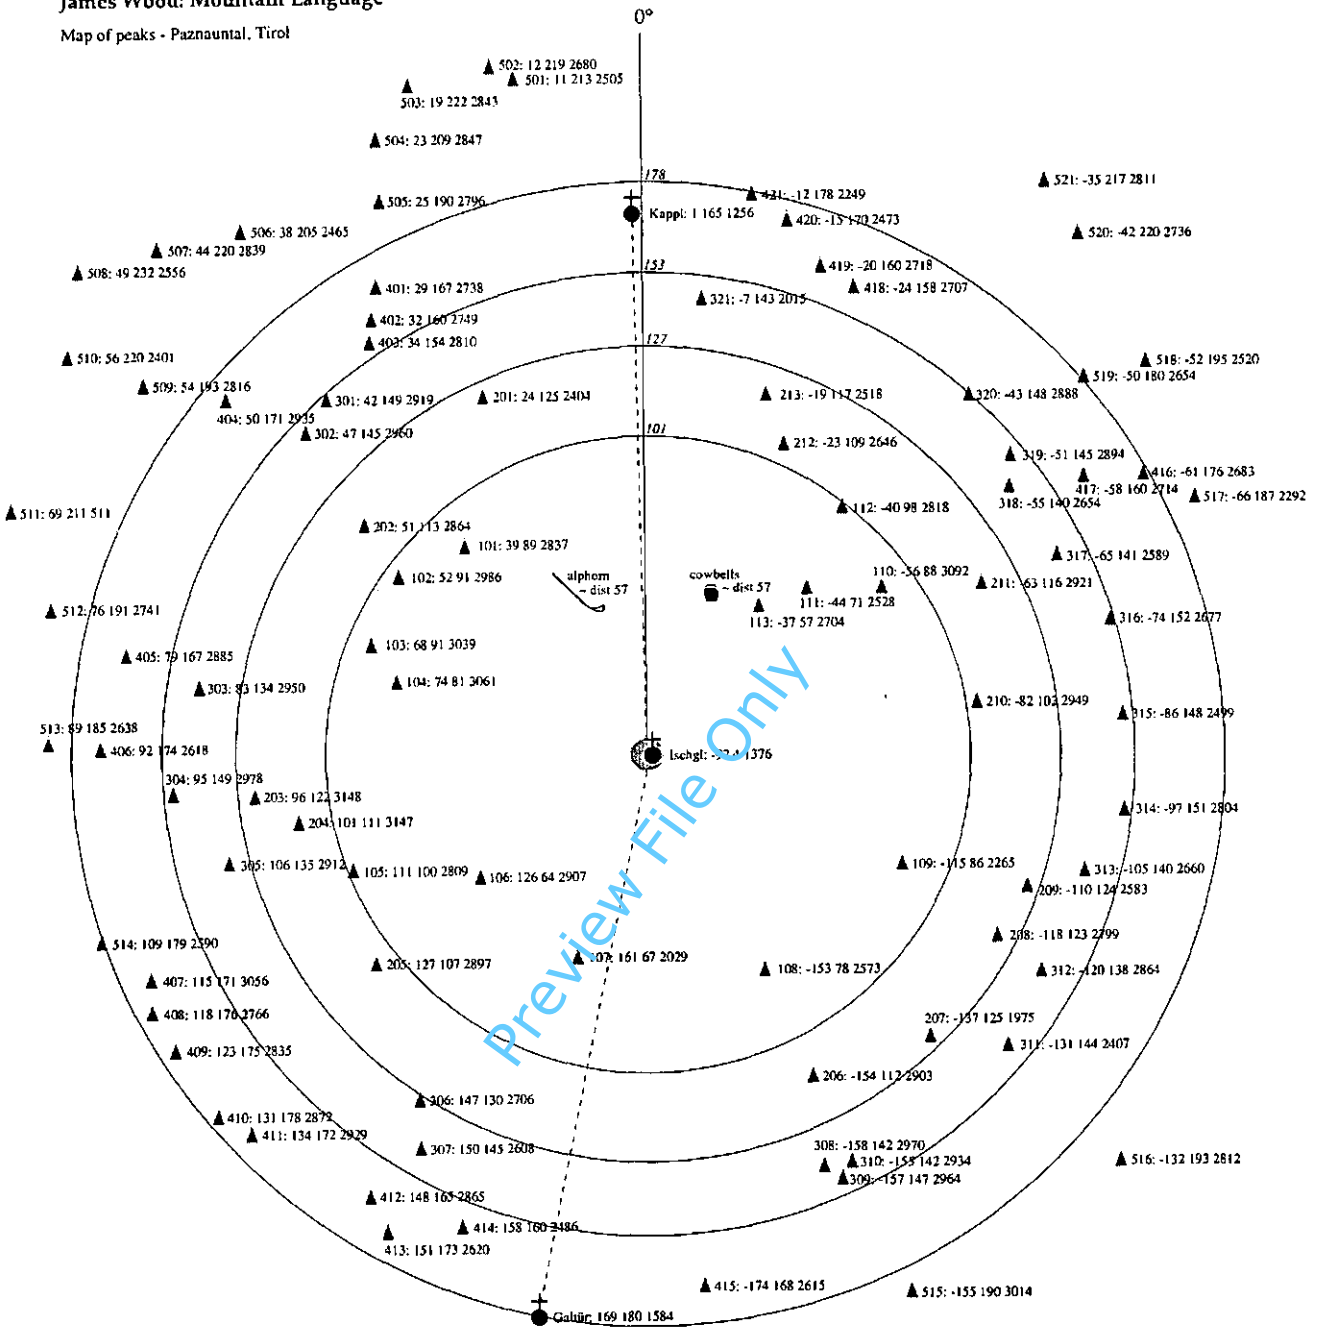 James Wood: Mountain Language
Map of peaks - Paznauntal, Tirol
0°
502: 12 219 2680
501: 11 213 2505
503: 19 222 2843
504: 23 209 2847
178
521: -35 217 2811
505: 25 190 2796
421: -12 178 2249
Kappl: 1 165 1256
420: -15 170 2473
506: 38 205 2465
520: -42 220 2736
507: 44 220 2839
508: 49 232 2556
153
419: -20 160 2718
401: 29 167 2738
418: -24 158 2707
321: -7 143 2015
402: 32 160 2749
403: 34 154 2810
127
510: 56 220 2401
518: -52 195 2520
519: -50 180 2654
509: 54 193 2816
301: 42 149 2919
201: 24 125 2404
213: -19 117 2518
320: -43 148 2888
404: 50 171 2935
302: 47 145 2960
101
212: -23 109 2646
319: -51 145 2894
416: -61 176 2683
417: -58 160 2714
517: -66 187 2292
318: -55 140 2654
511: 69 211 511
112: -40 98 2818
202: 51 113 2864
101: 39 89 2837
317: -65 141 2589
102: 52 91 2986
alphorn
~ dist 57
cowbells
~ dist 57
110: -56 88 3092
211: -63 116 2921
111: -44 71 2528
512: 76 191 2741
113: -37 57 2704
316: -74 152 2677
103: 68 91 3039
405: 79 167 2885
104: 74 81 3061
303: 83 134 2950
210: -82 102 2949
315: -86 148 2499
513: 89 185 2638
406: 92 174 2618
Ischgl: 1376
304: 95 149 2978
203: 96 122 3148
314: -97 151 2804
204: 101 111 3147
305: 106 135 2912
105: 111 100 2809
106: 126 64 2907
109: -115 86 2265
313: -105 140 2660
209: -110 124 2583
514: 109 179 2590
208: -118 123 2799
205: 127 107 2897
107: 161 67 2029
108: -153 78 2573
312: -120 138 2864
407: 115 171 3056
408: 118 176 2766
207: -137 125 1975
409: 123 175 2835
311: -131 144 2407
206: -154 112 2903
306: 147 130 2706
410: 131 178 2872
411: 134 172 2929
307: 150 145 2608
308: -158 142 2970
310: -155 142 2934
516: -132 193 2812
309: -157 147 2964
412: 148 165 2865
414: 158 160 2486
413: 151 173 2620
415: -174 168 2615
515: -155 190 3014
Galtür: 169 180 1584
Preview File Only